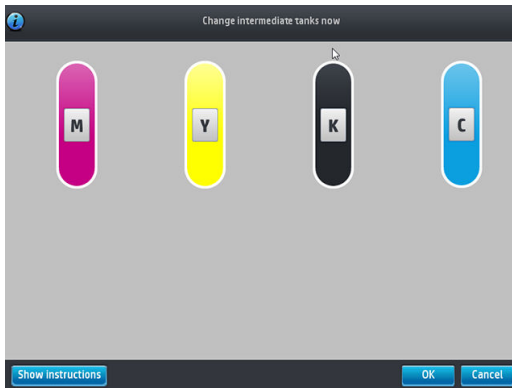 Change intermediate tanks now
M Y K C
Show instructions OK Cancel